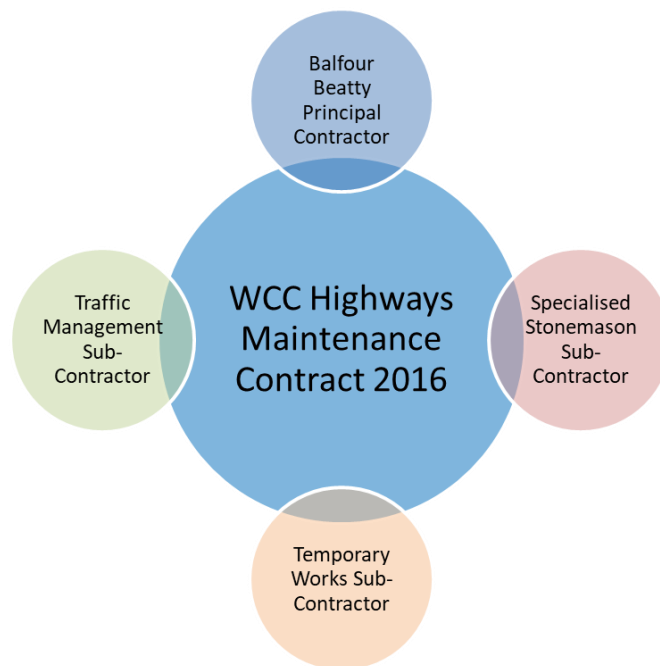 Balfour
Beatty
Principal
Contractor
WCC Highways
Maintenance
Contract 2016
Traffic
Management
Sub-
Contractor
Specialised
Stonemason
Sub-
Contractor
Temporary
Works Sub-
Contractor